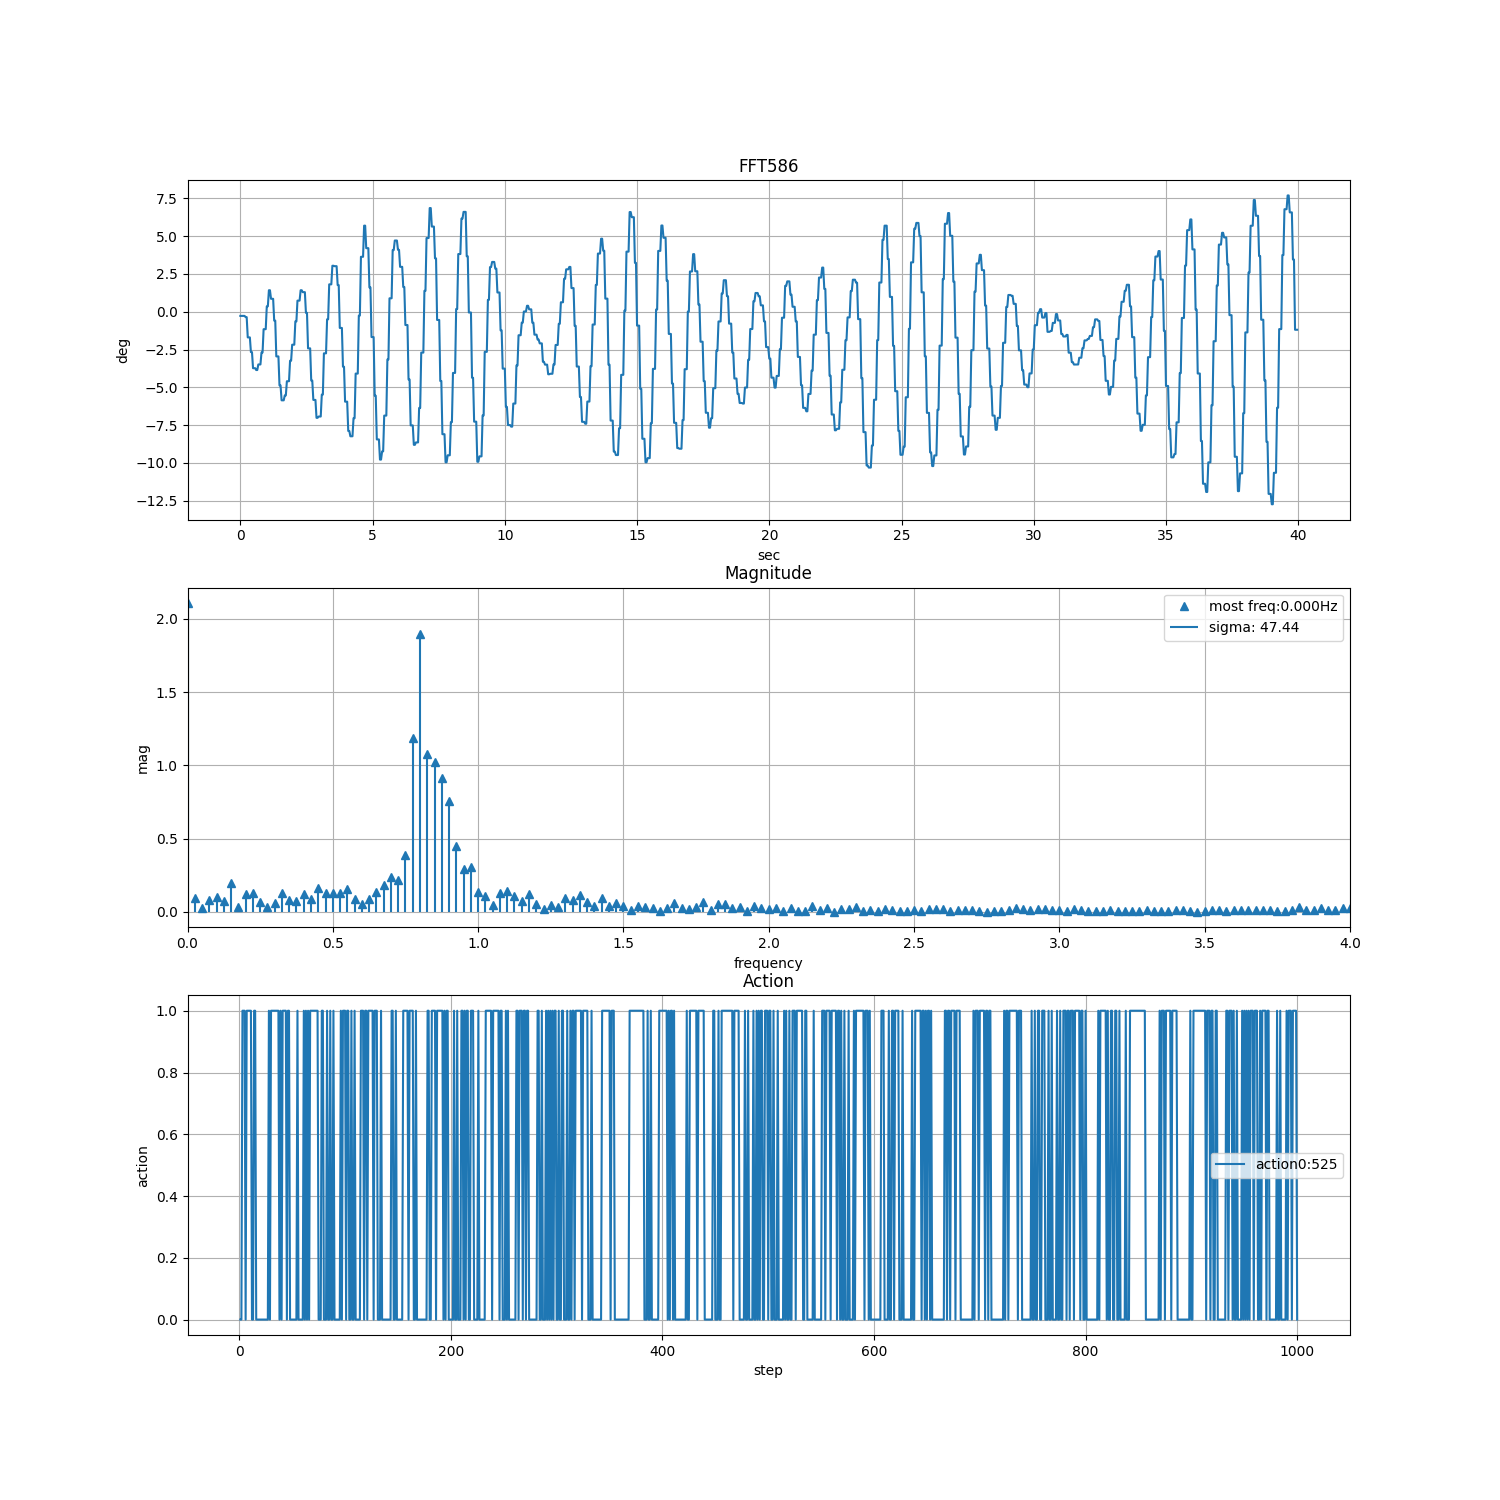 FFT586
7.5
5.0
2.5
0.0
−2.5
−5.0
−7.5
−10.0
−12.5
deg
0 5 10 15 20 25 30 35 40
sec
Magnitude
2.0
1.5
1.0
0.5
0.0
mag
most freq:0.000Hz
sigma: 47.44
0.0 0.5 1.0 1.5 2.0 2.5 3.0 3.5 4.0
frequency
Action
1.0
0.8
0.6
0.4
0.2
0.0
action
action0:525
0 200 400 600 800 1000
step